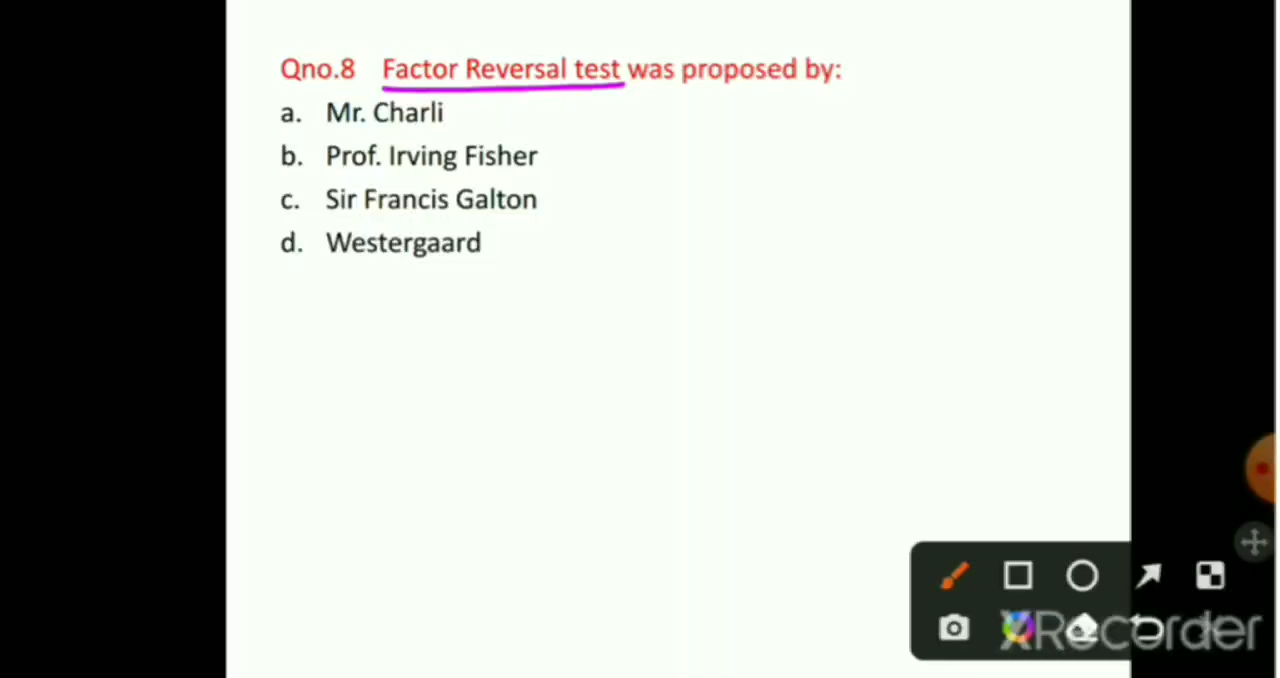 Qno.8 Factor Reversal test was proposed by:
a. Mr. Charli
b. Prof. Irving Fisher
c. Sir Francis Galton
d. Westergaard
XRecorder